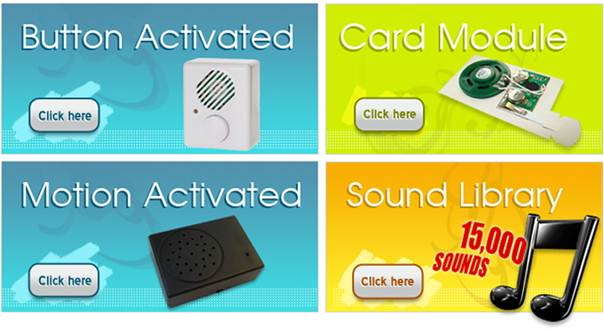 Button Activated
Click here
Card Module
Click here
Motion Activated
Click here
Sound Library
15,000
SOUNDS
Click here